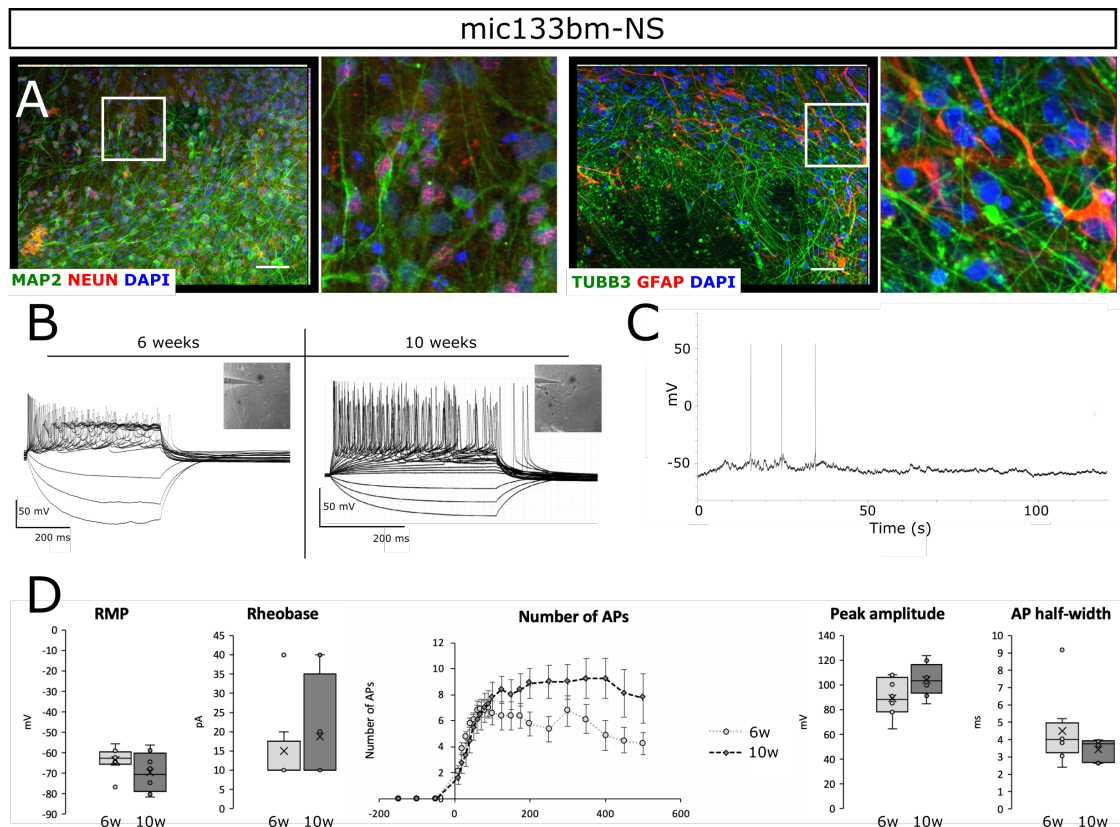 mic133bm-NS
A
MAP2 NEUN DAPI
TUBB3 GFAP DAPI
B
6 weeks
10 weeks
50 mV
200 ms
50 mV
200 ms
C
50
0
-50
mV
0
50
100
Time (s)
D
RMP
0
-10
-20
-30
-40
-50
-60
-70
-80
-90
mV
6w 10w
Rheobase
45
40
35
30
25
20
15
10
5
0
pA
6w 10w
Number of APs
12
10
8
6
4
2
0
Number of APs
-200
0
200
400
600
6w
10w
Peak amplitude
140
120
100
80
60
40
20
0
mV
6w 10w
AP half-width
10
9
8
7
6
5
4
3
2
1
0
ms
6w 10w